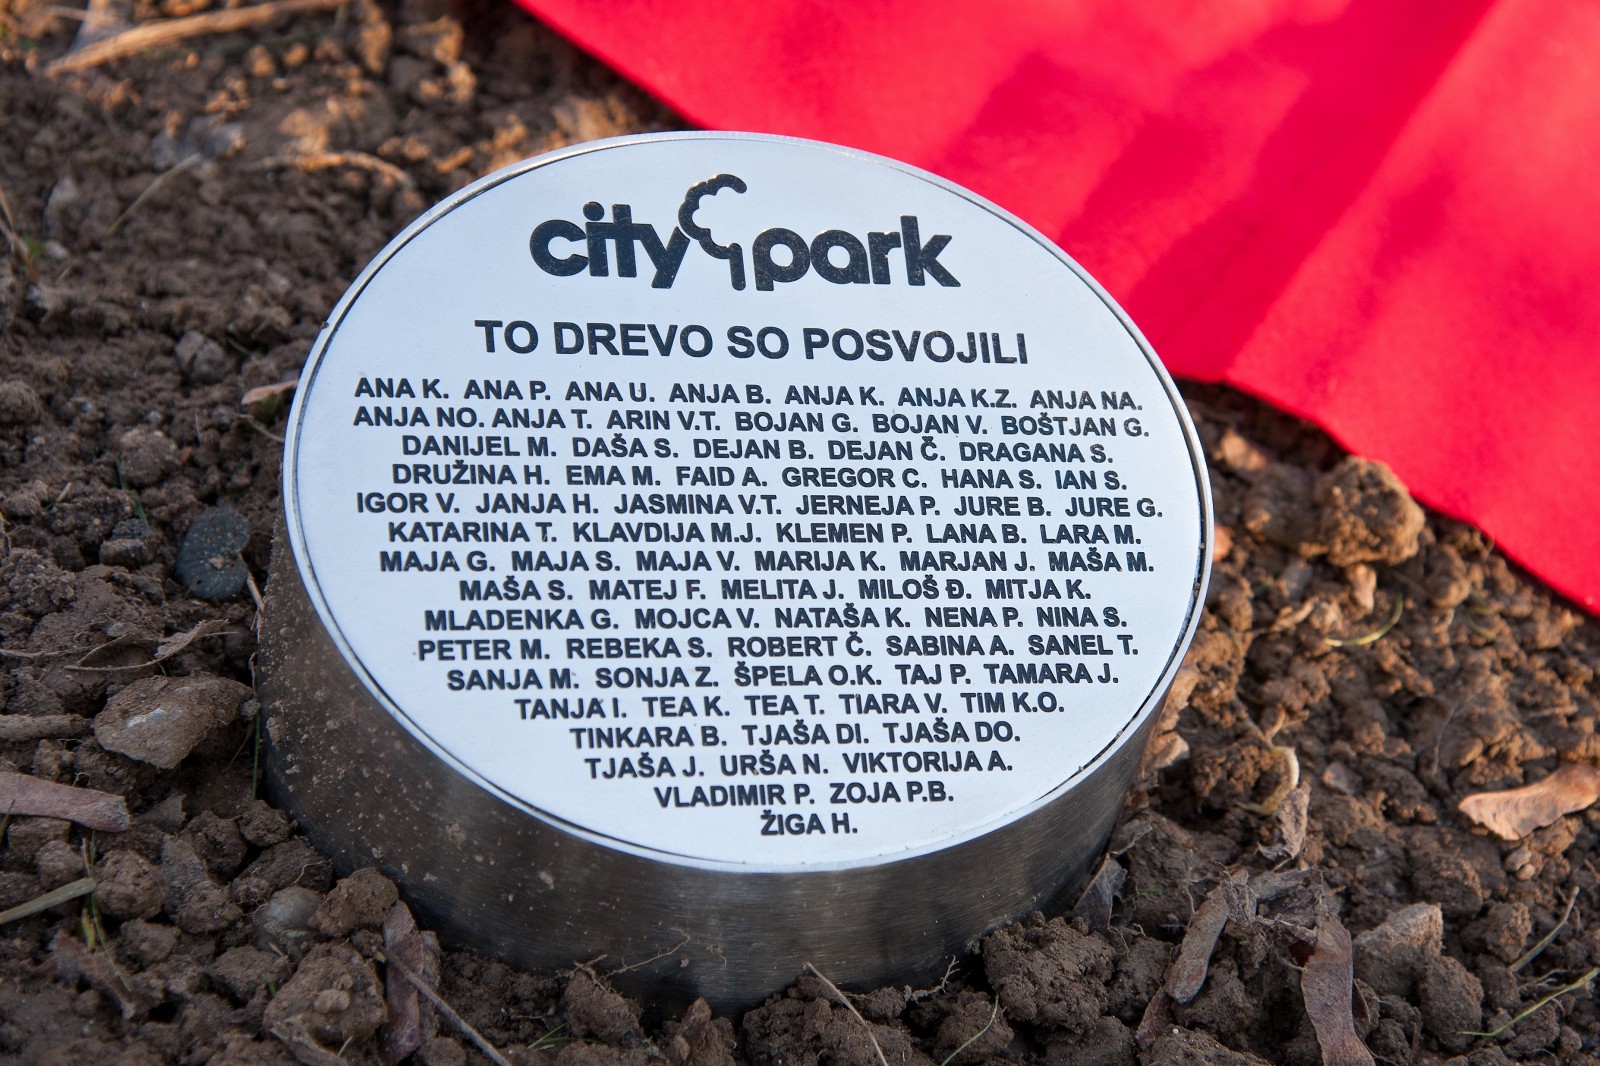 city park
TO DREVO SO POSVOJILI
ANA K. ANA P. ANA U. ANJA B. ANJA K. ANJA K.Z. ANJA NA.
ANJA NO. ANJA T. ARIN V.T. BOJAN G. BOJAN V. BOŠTJAN G.
DANIJEL M. DAŠA S. DEJAN B. DEJAN Č. DRAGANA S.
DRUŽINA H. EMA M. FAID A. GREGOR C. HANA S. IAN S.
IGOR V. JANJA H. JASMINA V.T. JERNEJA P. JURE B. JURE G.
KATARINA T. KLAVDIJA M.J. KLEMEN P. LANA B. LARA M.
MAJA G. MAJA S. MAJA V. MARIJA K. MARJAN J. MAŠA M.
MAŠA S. MATEJ F. MELITA J. MILOŠ Đ. MITJA K.
MLADENKA G. MOJCA V. NATAŠA K. NENA P. NINA S.
PETER M. REBEKA S. ROBERT Č. SABINA A. SANEL T.
SANJA M. SONJA Z. ŠPELA O.K. TAJ P. TAMARA J.
TANJA I. TEA K. TEA T. TIARA V. TIM K.O.
TINKARA B. TJAŠA DI. TJAŠA DO.
TJAŠA J. URŠA N. VIKTORIJA A.
VLADIMIR P. ZOJA P.B.
ŽIGA H.